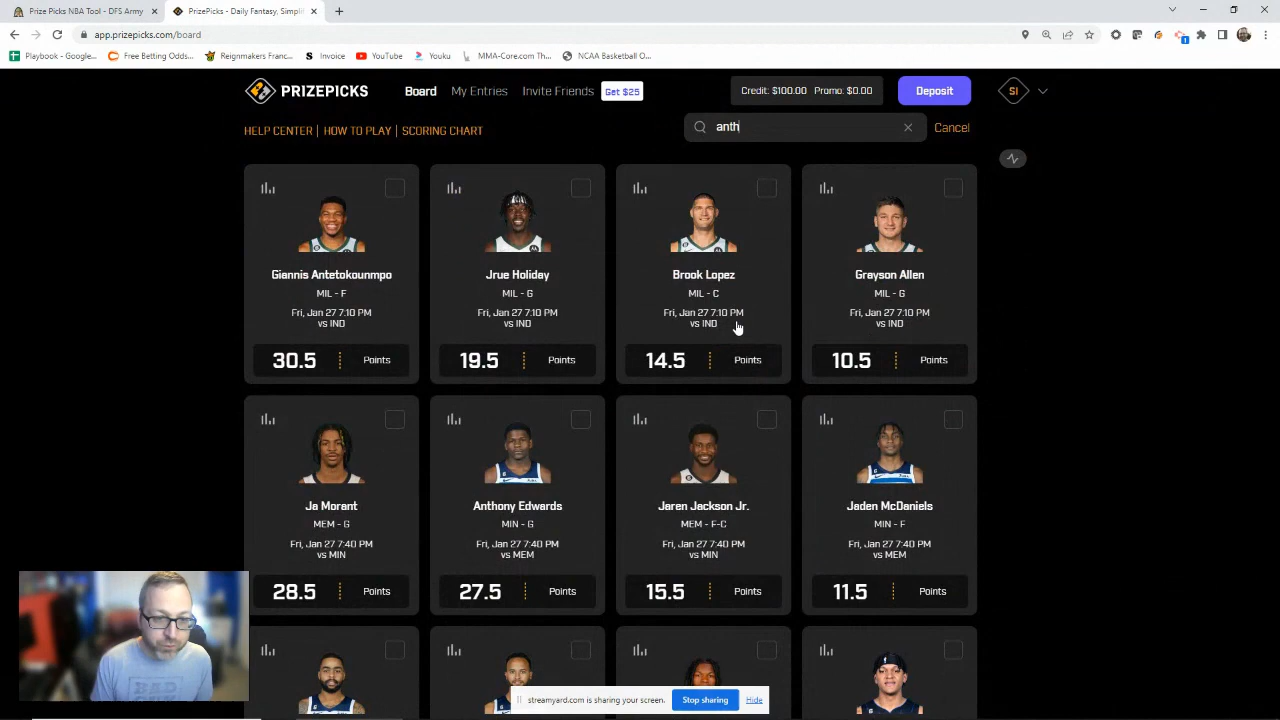 Prize Picks NBA Tool - DFS Army
PrizePicks - Daily Fantasy, Simplifi
app.prizepicks.com/board
Playbook - Google...
Free Betting Odds...
Reignmakers Franc...
Invoice
YouTube
Youku
MMA-Core.com Th...
NCAA Basketball O...
PRIZEPICKS
Board
My Entries
Invite Friends
Get $25
Credit: $100.00 Promo: $0.00
Deposit
SI
HELP CENTER | HOW TO PLAY | SCORING CHART
anth
Cancel
Giannis Antetokounmpo
MIL - F
Fri, Jan 27 7:10 PM
vs IND
30.5 Points
Jrue Holiday
MIL - G
Fri, Jan 27 7:10 PM
vs IND
19.5 Points
Brook Lopez
MIL - C
Fri, Jan 27 7:10 PM
vs IND
14.5 Points
Grayson Allen
MIL - G
Fri, Jan 27 7:10 PM
vs IND
10.5 Points
Ja Morant
MEM - G
Fri, Jan 27 7:40 PM
vs MIN
28.5 Points
Anthony Edwards
MIN - G
Fri, Jan 27 7:40 PM
vs MEM
27.5 Points
Jaren Jackson Jr.
MEM - F-C
Fri, Jan 27 7:40 PM
vs MIN
15.5 Points
Jaden McDaniels
MIN - F
Fri, Jan 27 7:40 PM
vs MEM
11.5 Points
BAD
streamyard.com is sharing your screen.
Stop sharing
Hide